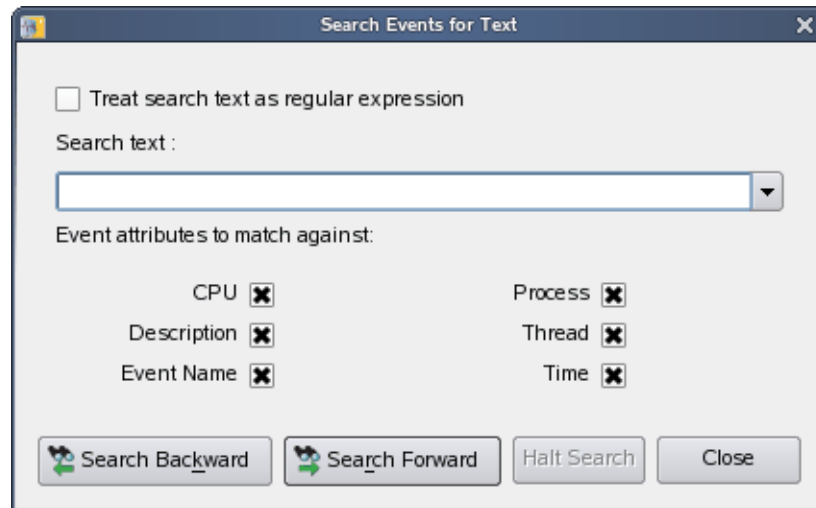 Search Events for Text
Treat search text as regular expression
Search text :
Event attributes to match against:
CPU Process
Description Thread
Event Name Time
Search Backward Search Forward Halt Search Close